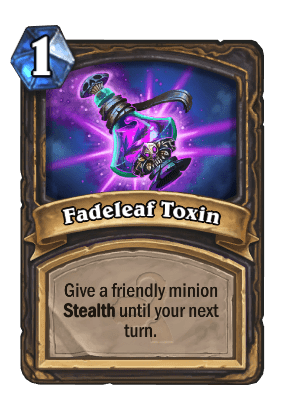 1
Fadeleaf Toxin
Give a friendly minion
Stealth until your next
turn.